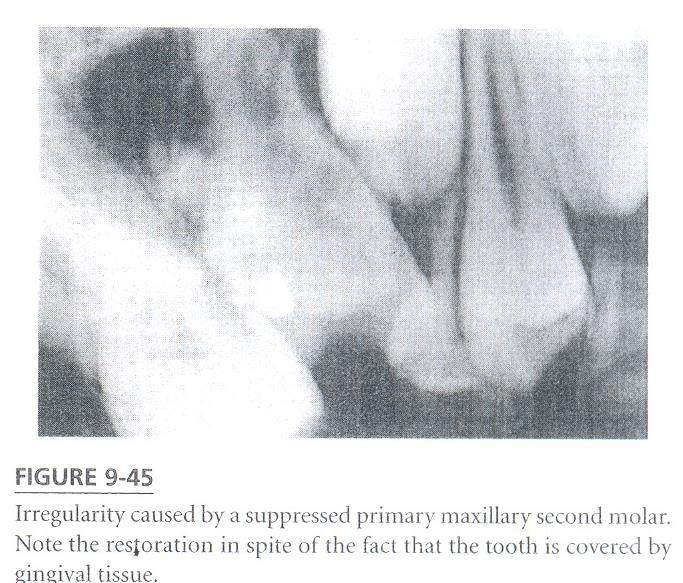 FIGURE 9-45
Irregularity caused by a suppressed primary maxillary second molar.
Note the restoration in spite of the fact that the tooth is covered by
gingival tissue.